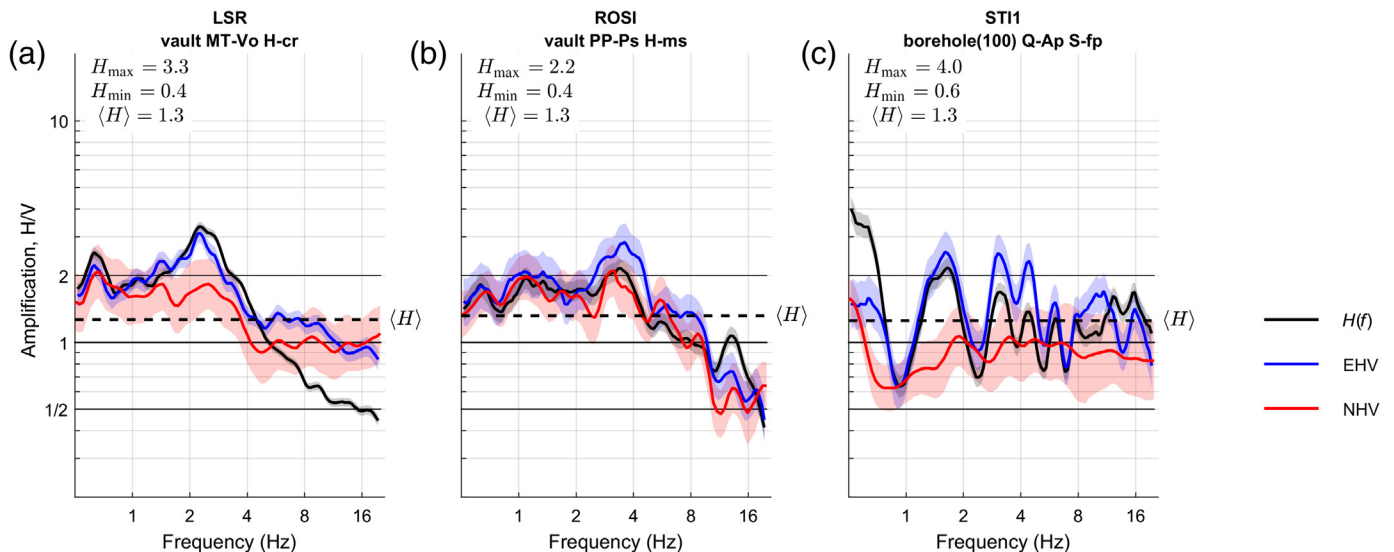 LSR
vault MT-Vo H-cr
(a)
H_max = 3.3
H_min = 0.4
⟨H⟩ = 1.3
10
2
1
1/2
Amplification, H/V
⟨H⟩
1 2 4 8 16
Frequency (Hz)
ROSI
vault PP-Ps H-ms
(b)
H_max = 2.2
H_min = 0.4
⟨H⟩ = 1.3
⟨H⟩
1 2 4 8 16
Frequency (Hz)
STI1
borehole(100) Q-Ap S-fp
(c)
H_max = 4.0
H_min = 0.6
⟨H⟩ = 1.3
⟨H⟩
1 2 4 8 16
Frequency (Hz)
H(f)
EHV
NHV